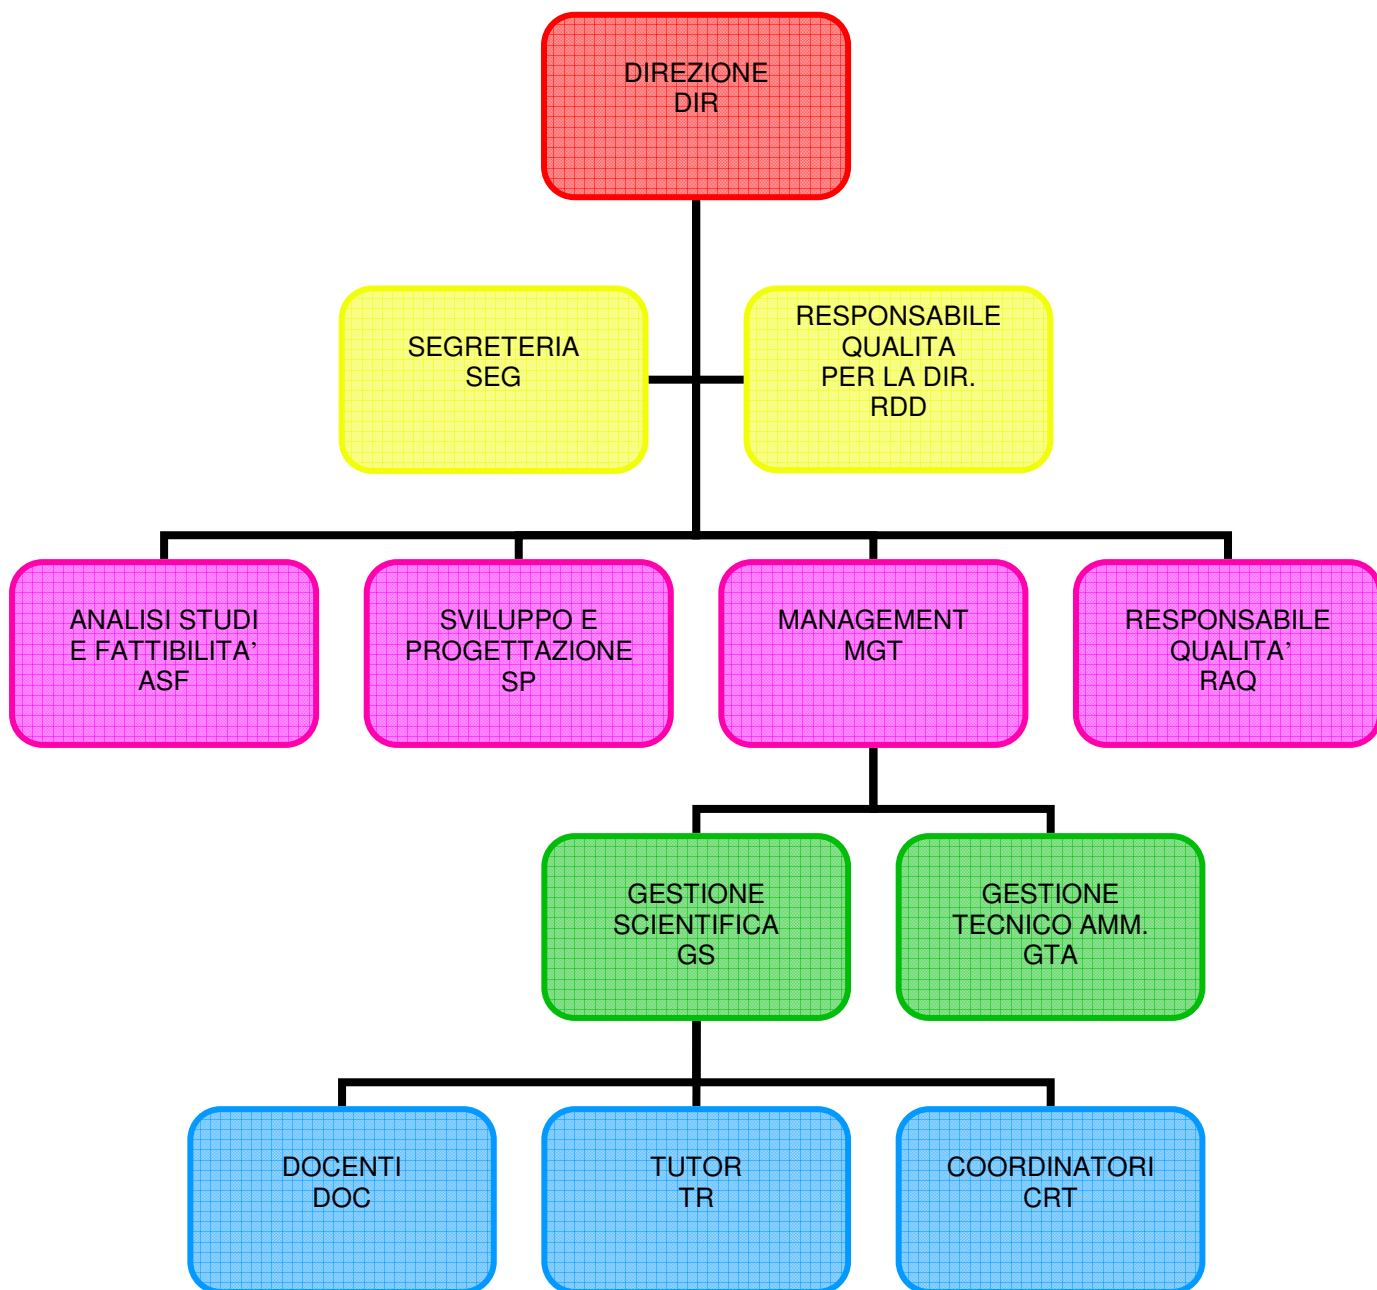 DIREZIONE
DIR
SEGRETERIA
SEG
RESPONSABILE
QUALITA
PER LA DIR.
RDD
ANALISI STUDI
E FATTIBILITA’
ASF
SVILUPPO E
PROGETTAZIONE
SP
MANAGEMENT
MGT
RESPONSABILE
QUALITA’
RAQ
GESTIONE
SCIENTIFICA
GS
GESTIONE
TECNICO AMM.
GTA
DOCENTI
DOC
TUTOR
TR
COORDINATORI
CRT